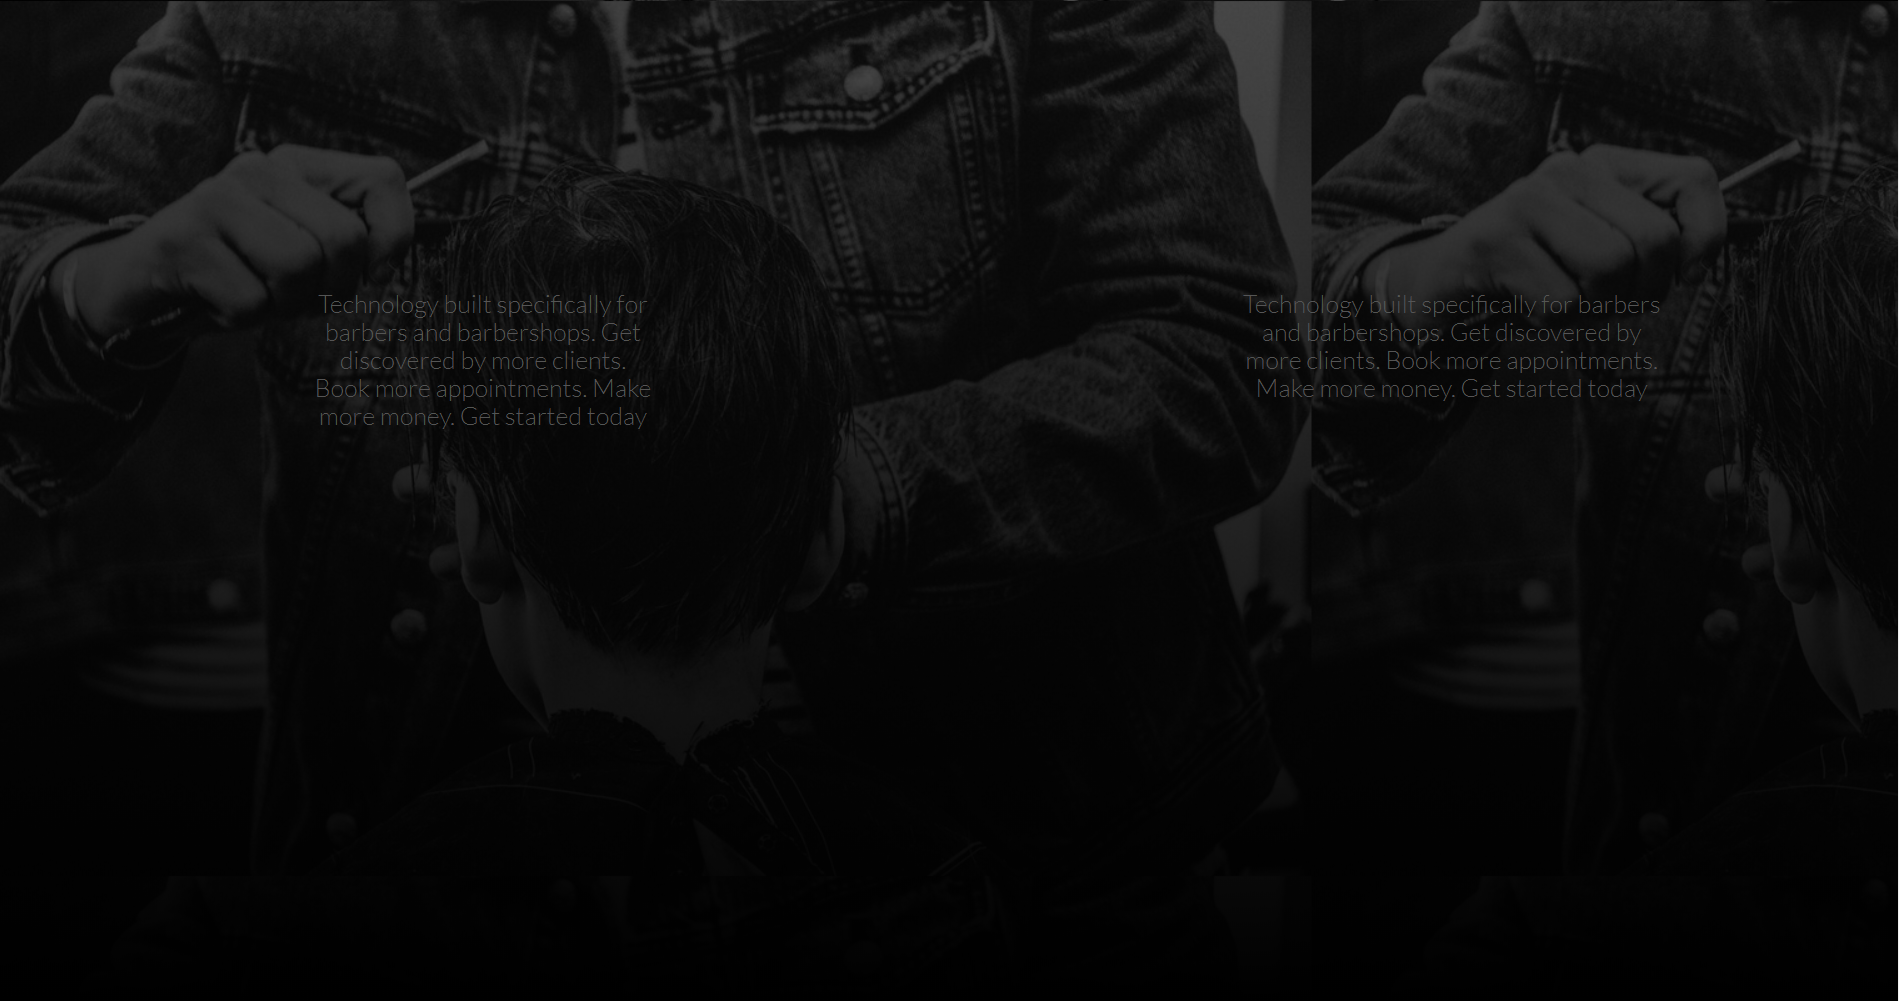 Technology built specifically for
barbers and barbershops. Get
discovered by more clients.
Book more appointments. Make
more money. Get started today
Technology built specifically for barbers
and barbershops. Get discovered by
more clients. Book more appointments.
Make more money. Get started today